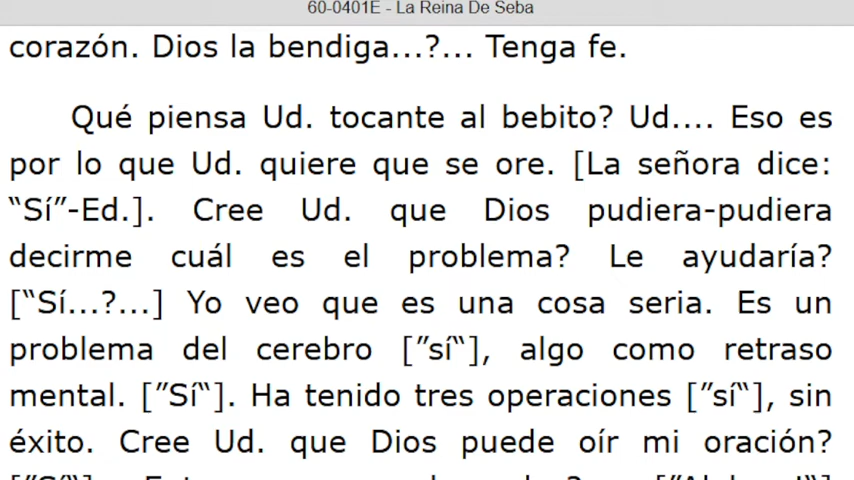 60-0401E - La Reina De Seba
corazón. Dios la bendiga...?... Tenga fe.
Qué piensa Ud. tocante al bebito? Ud.... Eso es
por lo que Ud. quiere que se ore. [La señora dice:
“Sí”-Ed.]. Cree Ud. que Dios pudiera-pudiera
decirme cuál es el problema? Le ayudaría?
[“Sí...?...] Yo veo que es una cosa seria. Es un
problema del cerebro [”sí“], algo como retraso
mental. [”Sí“]. Ha tenido tres operaciones [”sí“], sin
éxito. Cree Ud. que Dios puede oír mi oración?